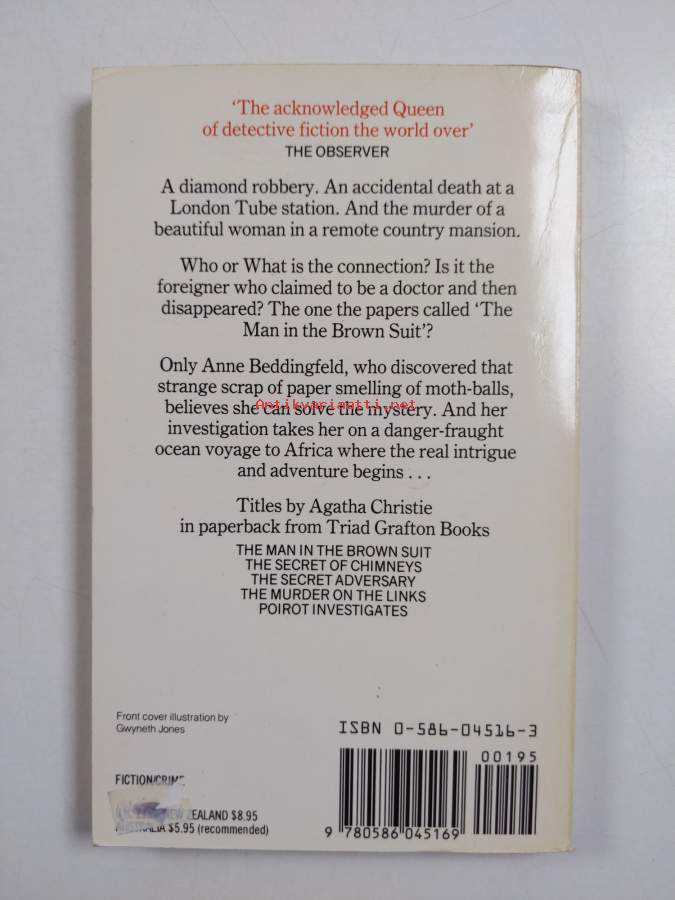 ‘The acknowledged Queen
of detective fiction the world over’
THE OBSERVER
A diamond robbery. An accidental death at a
London Tube station. And the murder of a
beautiful woman in a remote country mansion.
Who or What is the connection? Is it the
foreigner who claimed to be a doctor and then
disappeared? The one the papers called ‘The
Man in the Brown Suit’?
Only Anne Beddingfeld, who discovered that
strange scrap of paper smelling of moth-balls,
believes she can solve the mystery. And her
Antikvariaatti.net
investigation takes her on a danger-fraught
ocean voyage to Africa where the real intrigue
and adventure begins . . .
Titles by Agatha Christie
in paperback from Triad Grafton Books
THE MAN IN THE BROWN SUIT
THE SECRET OF CHIMNEYS
THE SECRET ADVERSARY
THE MURDER ON THE LINKS
POIROT INVESTIGATES
Front cover illustration by
Gwyneth Jones
ISBN 0-586-04516-3
00195
FICTION/CRIME
NEW ZEALAND $8.95
AUSTRALIA $5.95 (recommended)
9 780586 045169